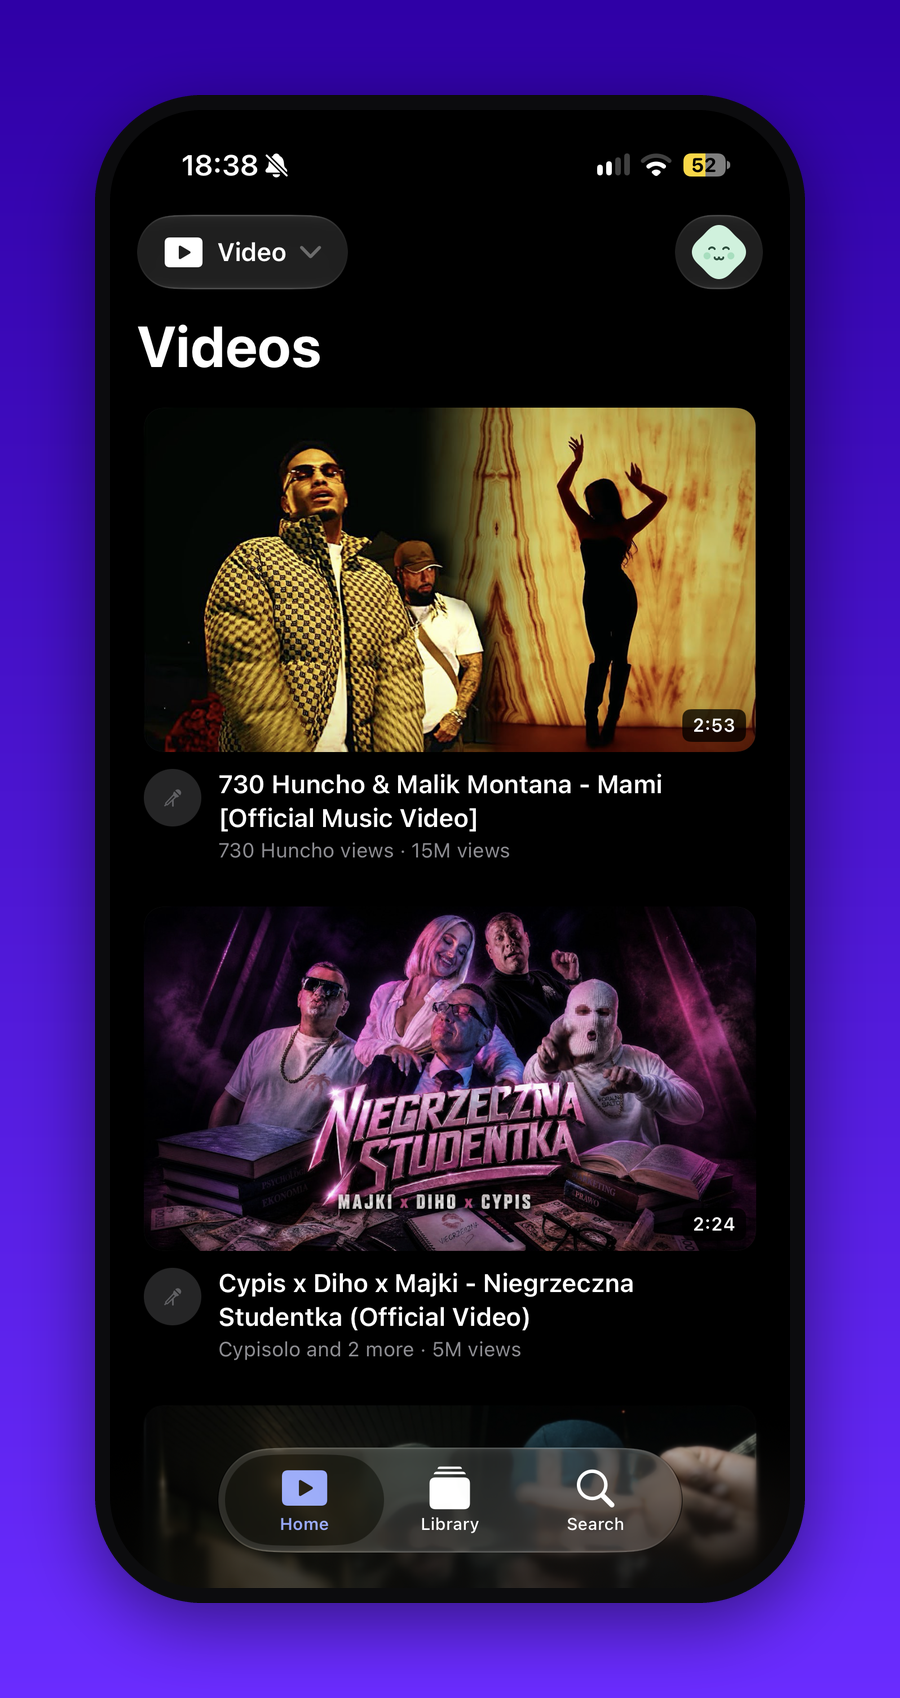 18:38
52
Video
Videos
2:53
730 Huncho & Malik Montana - Mami
[Official Music Video]
730 Huncho views · 15M views
NIEGRZECZNA
STUDENTKA
MAJKI x DIHO x CYPIS
EKONOMIA
PRAWO
2:24
Cypis x Diho x Majki - Niegrzeczna
Studentka (Official Video)
Cypisolo and 2 more · 5M views
Home
Library
Search